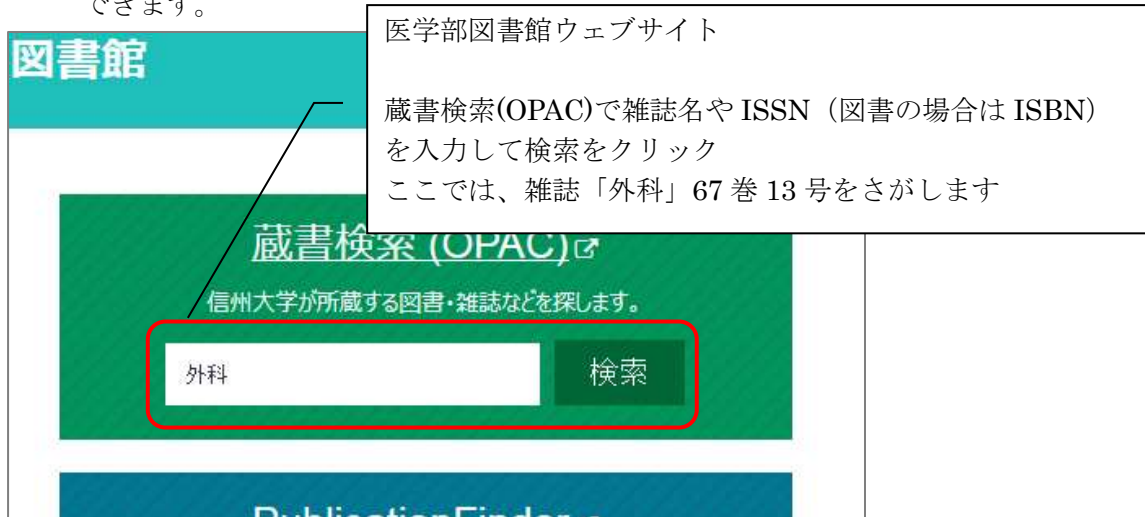 できます。
医学部図書館ウェブサイト
蔵書検索(OPAC)で雑誌名や ISSN（図書の場合は ISBN）
を入力して検索をクリック
ここでは、雑誌「外科」67 巻 13 号をさがします
図書館
蔵書検索 (OPAC)
信州大学が所蔵する図書・雑誌などを探します。
外科
検索
PublicationFinder